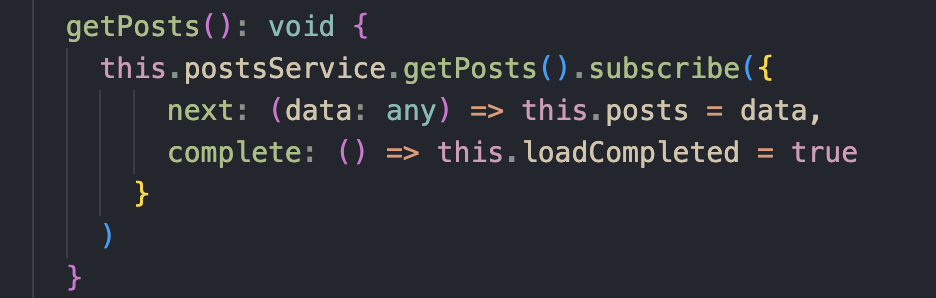 getPosts(): void {
this.postsService.getPosts().subscribe({
next: (data: any) => this.posts = data,
complete: () => this.loadCompleted = true
}
)
}